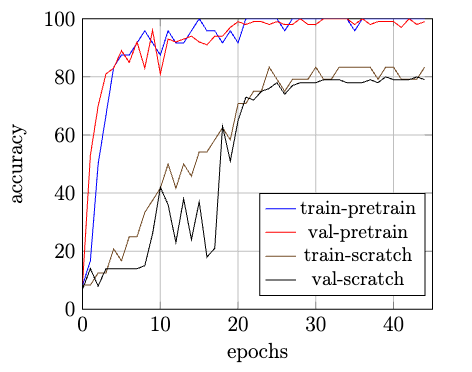 100
80
60
40
20
0
accuracy
train-pretrain
val-pretrain
train-scratch
val-scratch
0 10 20 30 40
epochs